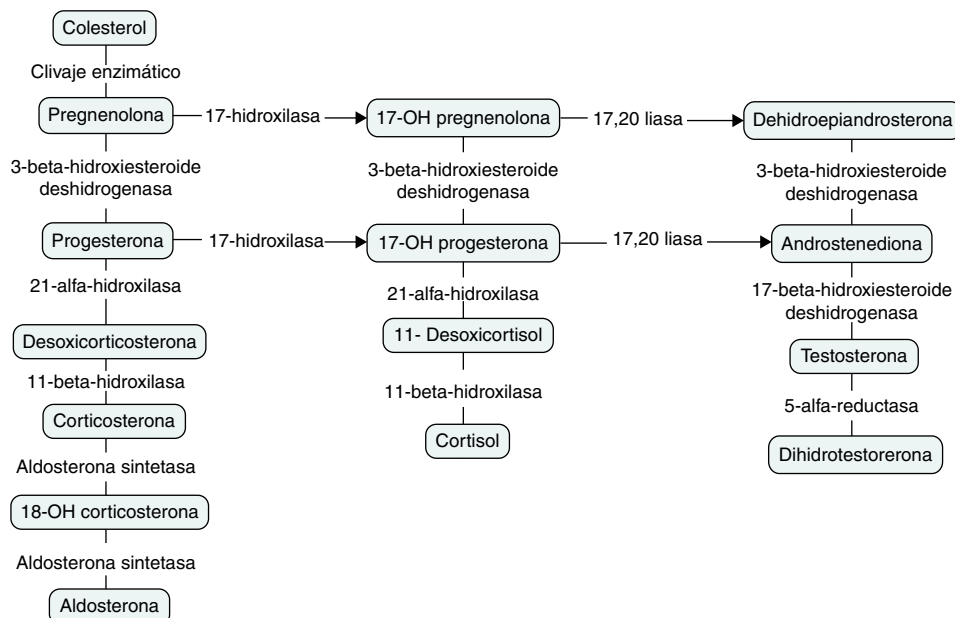 Colesterol
Clivaje enzimático
Pregnenolona
17-hidroxilasa
17-OH pregnenolona
17,20 liasa
Dehidroepiandrosterona
3-beta-hidroxiesteroide
deshidrogenasa
3-beta-hidroxiesteroide
deshidrogenasa
3-beta-hidroxiesteroide
deshidrogenasa
Progesterona
17-hidroxilasa
17-OH progesterona
17,20 liasa
Androstenediona
21-alfa-hidroxilasa
21-alfa-hidroxilasa
17-beta-hidroxiesteroide
deshidrogenasa
Desoxicorticosterona
11- Desoxicortisol
Testosterona
11-beta-hidroxilasa
11-beta-hidroxilasa
5-alfa-reductasa
Corticosterona
Cortisol
Dihidrotestorerona
Aldosterona sintetasa
18-OH corticosterona
Aldosterona sintetasa
Aldosterona